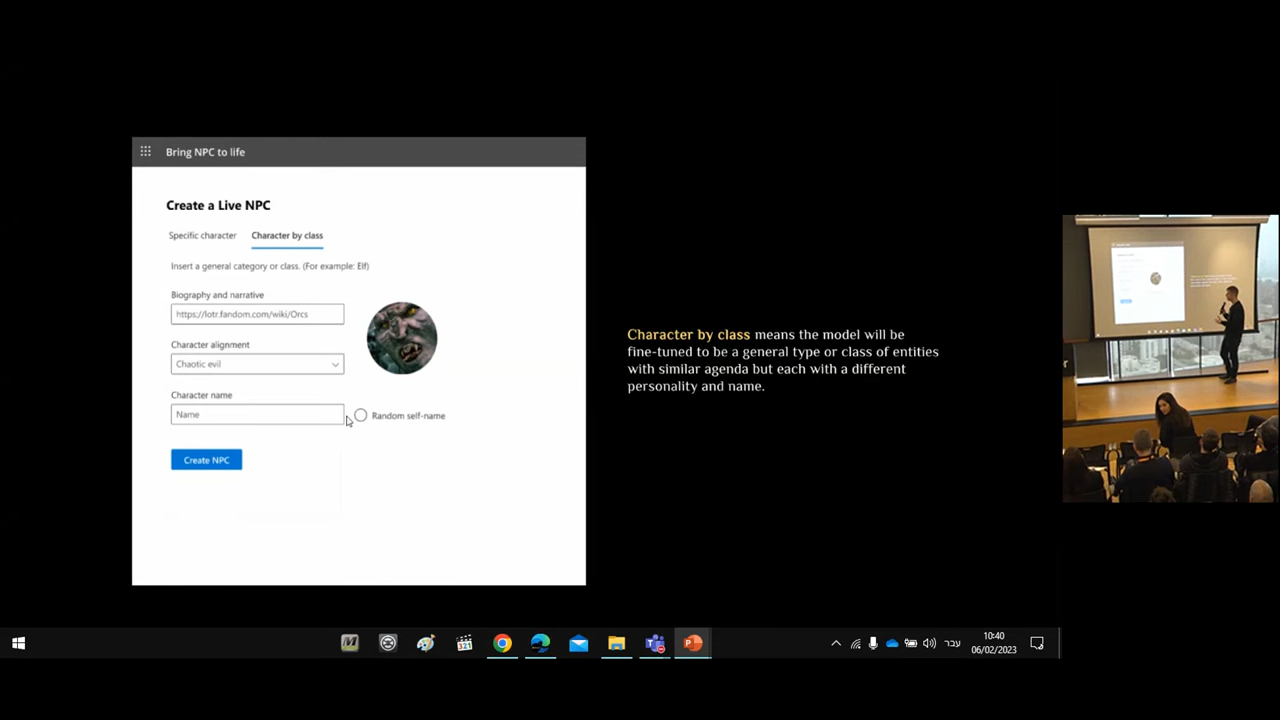 Bring NPC to life
Create a Live NPC
Specific character
Character by class
Insert a general category or class. (For example: Elf)
Biography and narrative
https://lotr.fandom.com/wiki/Orcs
Character alignment
Chaotic evil
Character name
Name
Random self-name
Create NPC
Character by class means the model will be
fine-tuned to be a general type or class of entities
with similar agenda but each with a different
personality and name.
321
עבר
10:40
06/02/2023